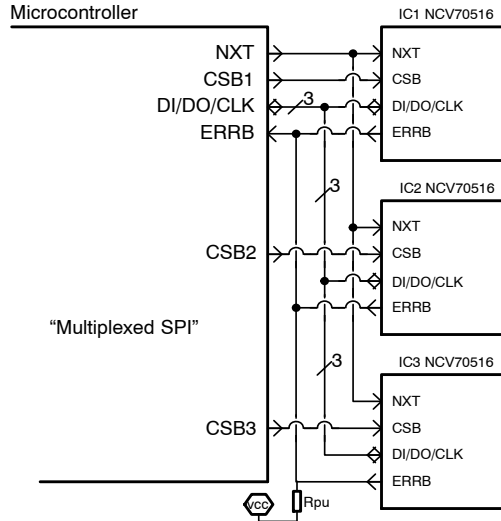 Microcontroller
IC1 NCV70516
NXT
NXT
CSB1
CSB
DI/DO/CLK
3
DI/DO/CLK
ERRB
ERRB
3
IC2 NCV70516
NXT
CSB2
CSB
DI/DO/CLK
ERRB
“Multiplexed SPI”
3
IC3 NCV70516
NXT
CSB3
CSB
DI/DO/CLK
ERRB
VCC
Rpu